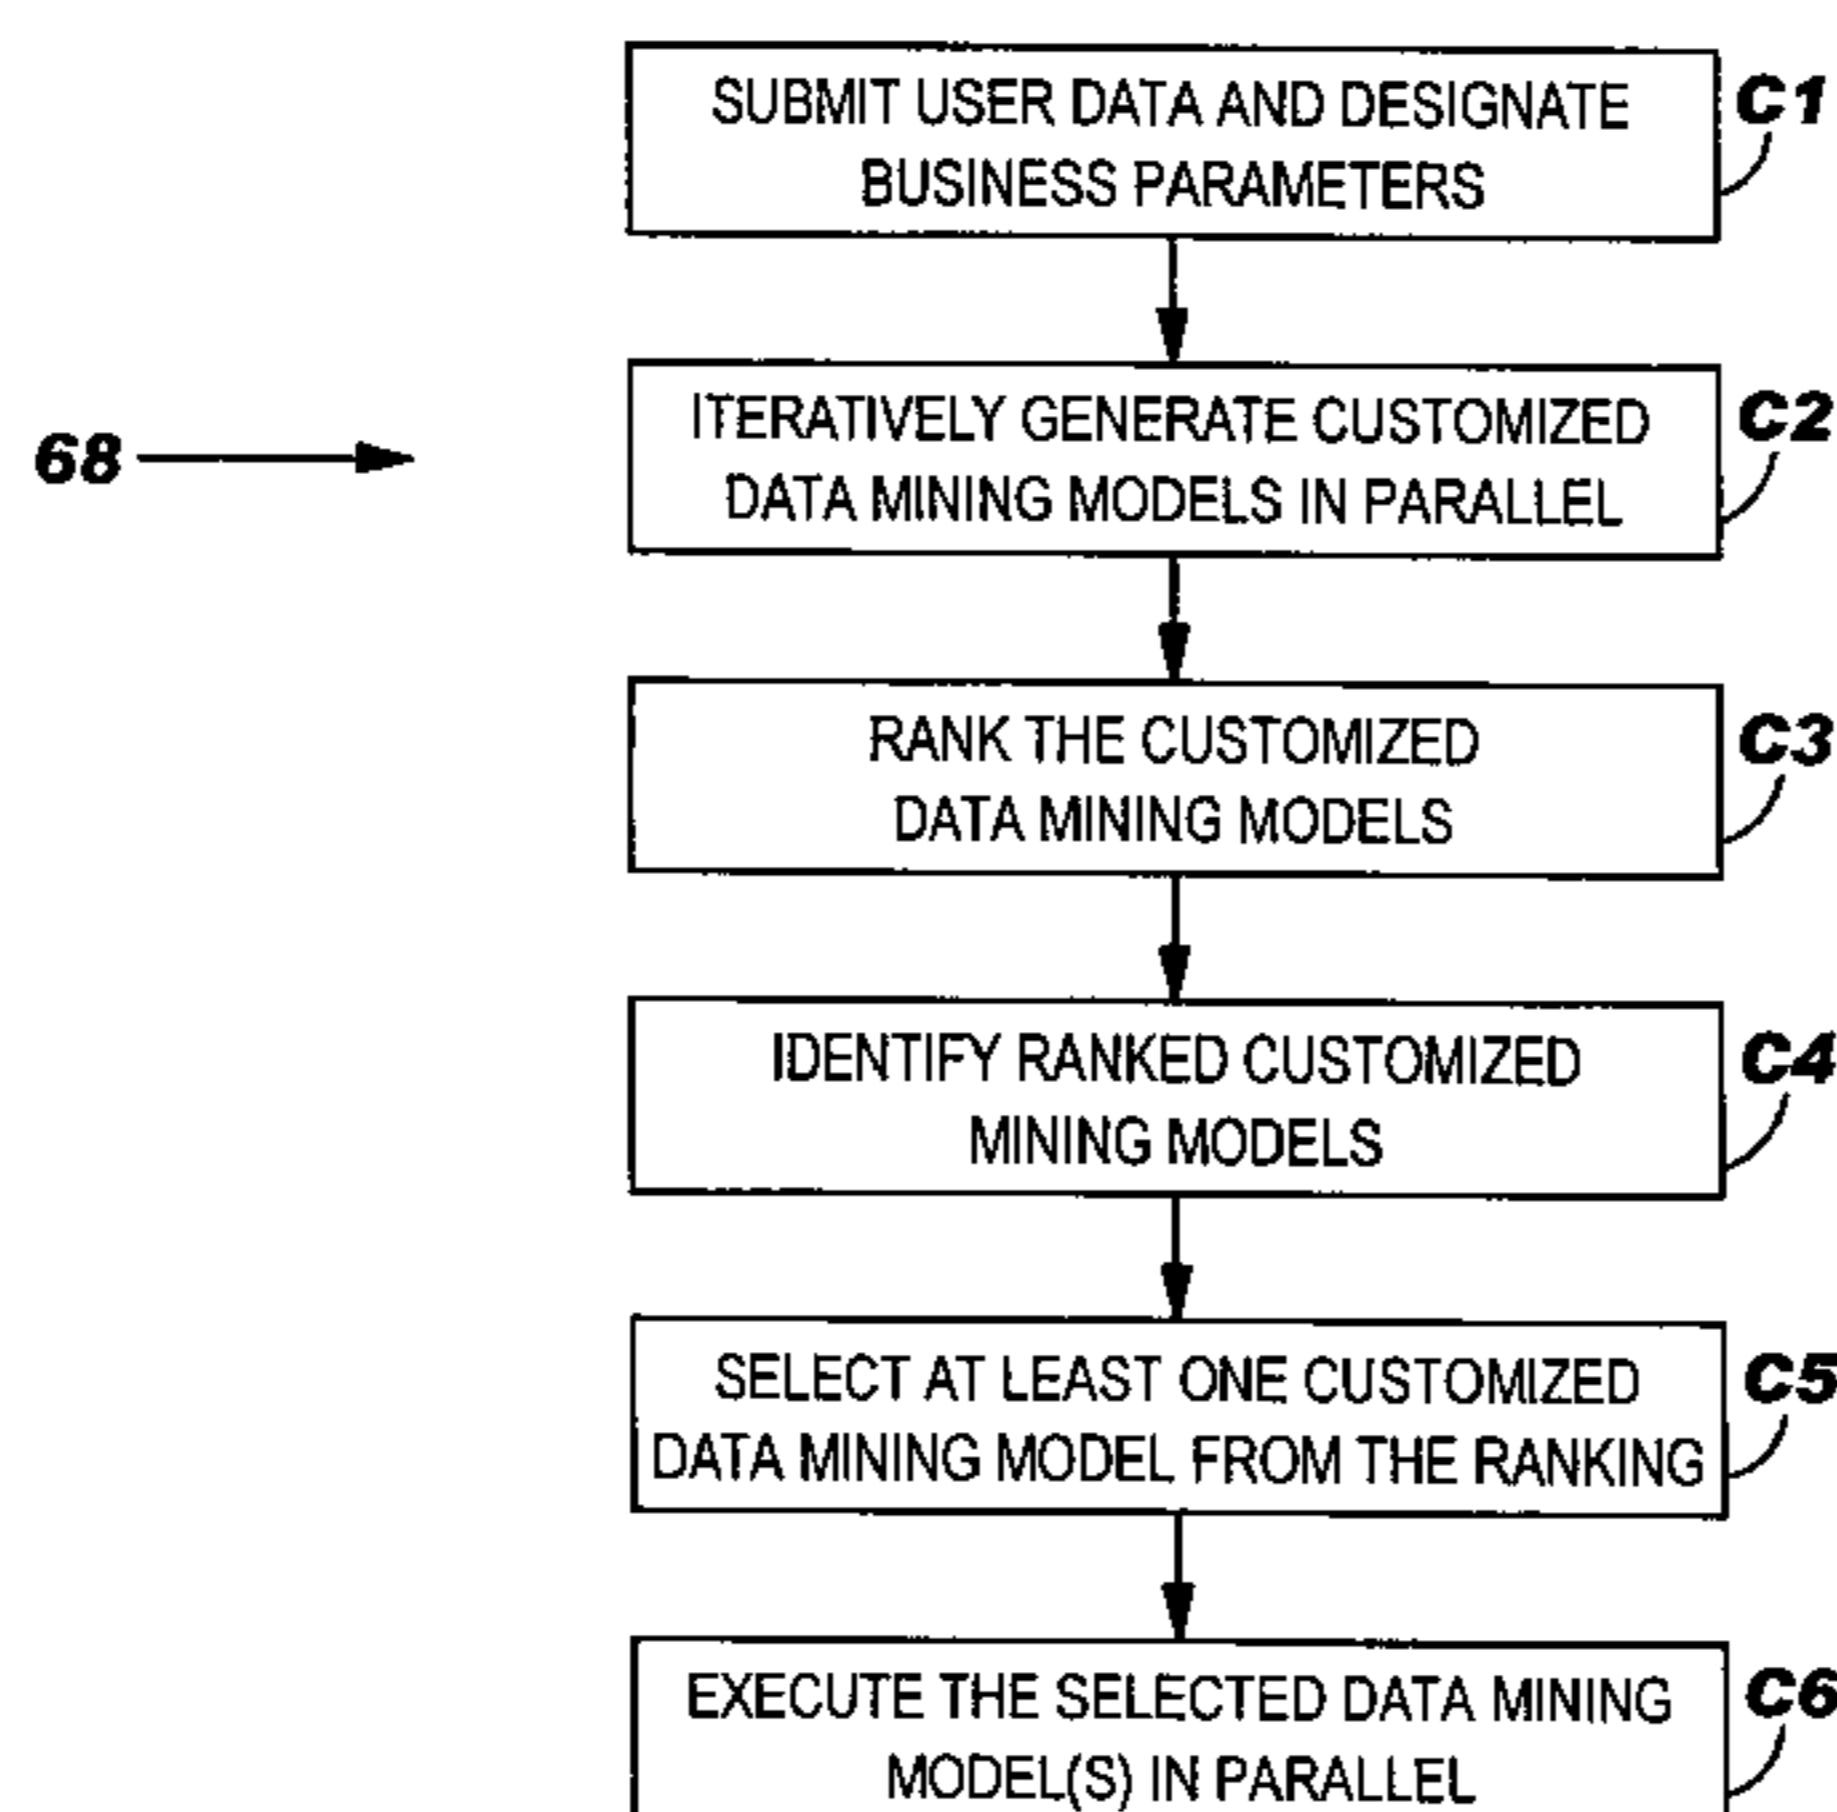 SUBMIT USER DATA AND DESIGNATE
BUSINESS PARAMETERS
C1
68
ITERATIVELY GENERATE CUSTOMIZED
DATA MINING MODELS IN PARALLEL
C2
RANK THE CUSTOMIZED
DATA MINING MODELS
C3
IDENTIFY RANKED CUSTOMIZED
MINING MODELS
C4
SELECT AT LEAST ONE CUSTOMIZED
DATA MINING MODEL FROM THE RANKING
C5
EXECUTE THE SELECTED DATA MINING
MODEL(S) IN PARALLEL
C6